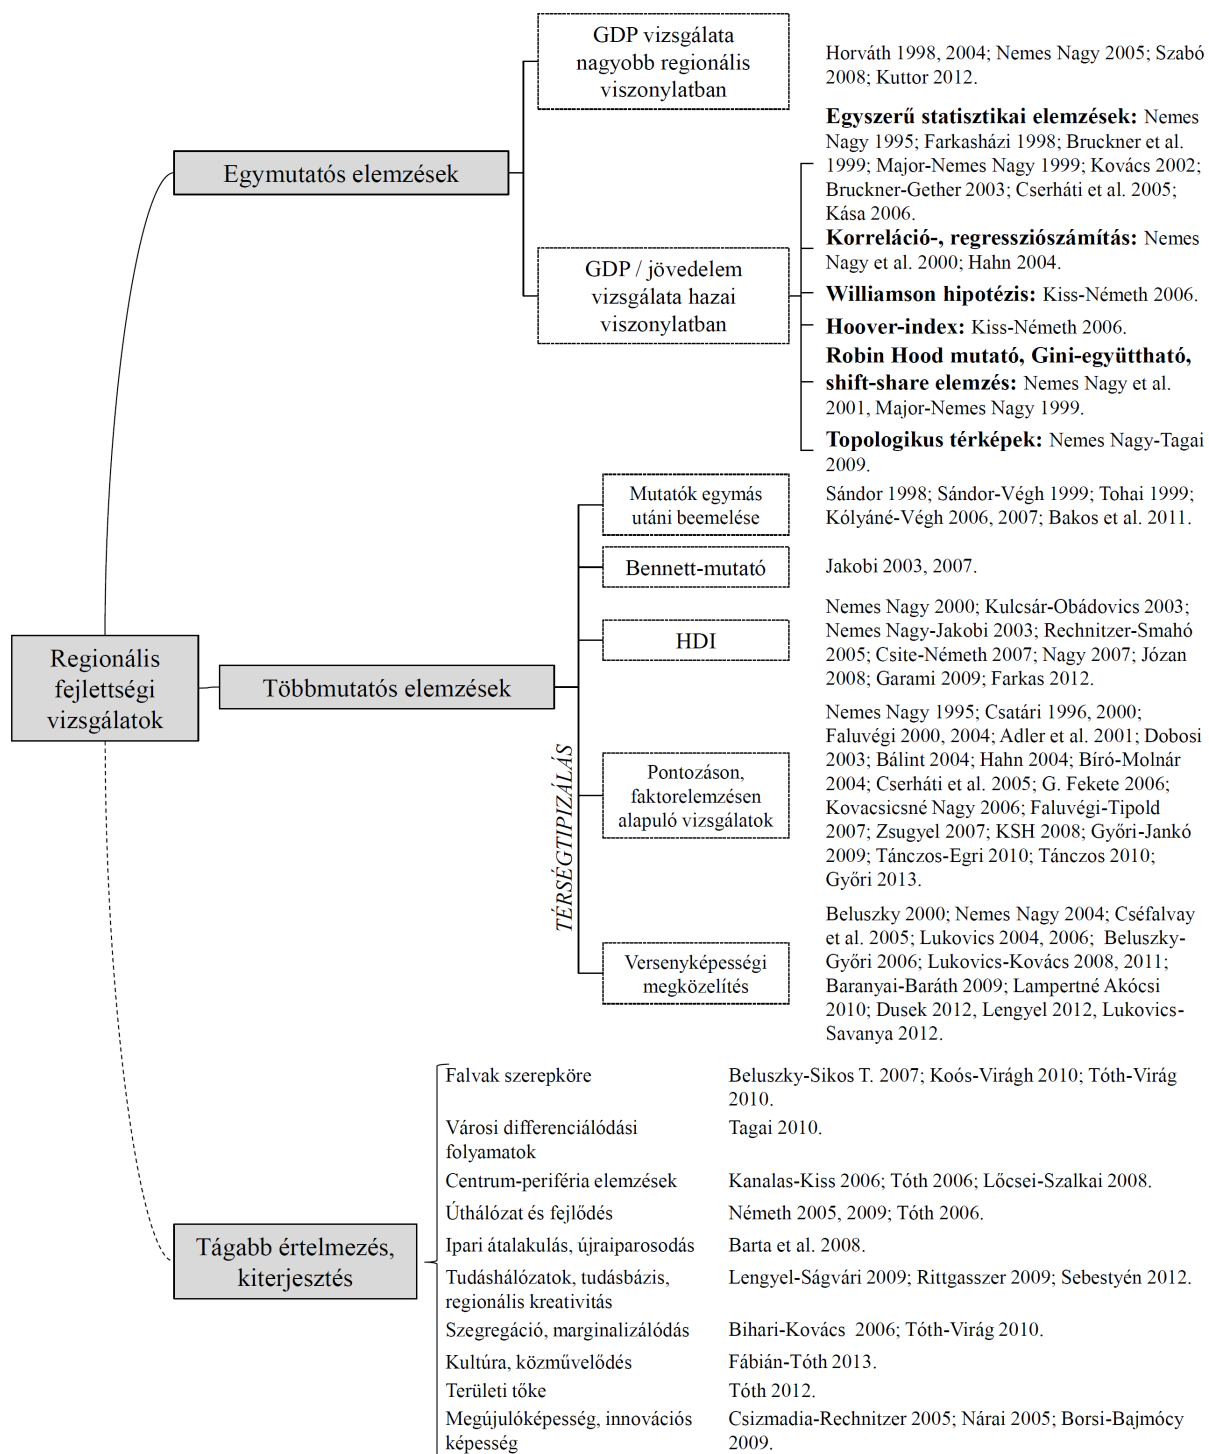 GDP vizsgálata
nagyobb regionális
viszonylatban
Horváth 1998, 2004; Nemes Nagy 2005; Szabó
2008; Kuttor 2012.
Egymutatós elemzések
GDP / jövedelem
vizsgálata hazai
viszonylatban
Egyszerű statisztikai elemzések: Nemes
Nagy 1995; Farkasházi 1998; Bruckner et al.
1999; Major-Nemes Nagy 1999; Kovács 2002;
Bruckner-Gether 2003; Cserháti et al. 2005;
Kása 2006.
Korreláció-, regressziószámítás: Nemes
Nagy et al. 2000; Hahn 2004.
Williamson hipotézis: Kiss-Németh 2006.
Hoover-index: Kiss-Németh 2006.
Robin Hood mutató, Gini-együttható,
shift-share elemzés: Nemes Nagy et al.
2001, Major-Nemes Nagy 1999.
Topologikus térképek: Nemes Nagy-Tagai
2009.
Regionális
fejlettségi
vizsgálatok
Többmutatós elemzések
TÉRSÉGTIPIZÁLÁS
Mutatók egymás
utáni beemelése
Sándor 1998; Sándor-Végh 1999; Tohai 1999;
Kólyáné-Végh 2006, 2007; Bakos et al. 2011.
Bennett-mutató
Jakobi 2003, 2007.
HDI
Nemes Nagy 2000; Kulcsár-Obádovics 2003;
Nemes Nagy-Jakobi 2003; Rechnitzer-Smahó
2005; Csite-Németh 2007; Nagy 2007; Józan
2008; Garami 2009; Farkas 2012.
Pontozáson,
faktorelemzésen
alapuló vizsgálatok
Nemes Nagy 1995; Csatári 1996, 2000;
Faluvégi 2000, 2004; Adler et al. 2001; Dobosi
2003; Bálint 2004; Hahn 2004; Bíró-Molnár
2004; Cserháti et al. 2005; G. Fekete 2006;
Kovacsicsné Nagy 2006; Faluvégi-Tipold
2007; Zsugyel 2007; KSH 2008; Győri-Jankó
2009; Tánczos-Egri 2010; Tánczos 2010;
Győri 2013.
Versenyképességi
megközelítés
Beluszky 2000; Nemes Nagy 2004; Cséfalvay
et al. 2005; Lukovics 2004, 2006; Beluszky-
Győri 2006; Lukovics-Kovács 2008, 2011;
Baranyai-Baráth 2009; Lampertné Akócsi
2010; Dusek 2012, Lengyel 2012, Lukovics-
Savanya 2012.
Tágabb értelmezés,
kiterjesztés
Falvak szerepköre
Beluszky-Sikos T. 2007; Koós-Virágh 2010; Tóth-Virág
2010.
Városi differenciálódási
folyamatok
Tagai 2010.
Centrum-periféria elemzések
Kanalas-Kiss 2006; Tóth 2006; Lőcsei-Szalkai 2008.
Úthálózat és fejlődés
Németh 2005, 2009; Tóth 2006.
Ipari átalakulás, újraiparosodás
Barta et al. 2008.
Tudáshálózatok, tudásbázis,
regionális kreativitás
Lengyel-Ságvári 2009; Rittgasszer 2009; Sebestyén 2012.
Szegregáció, marginalizálódás
Bihari-Kovács 2006; Tóth-Virág 2010.
Kultúra, közművelődés
Fábián-Tóth 2013.
Területi tőke
Tóth 2012.
Megújulóképesség, innovációs
képesség
Csizmadia-Rechnitzer 2005; Nárai 2005; Borsi-Bajmócy
2009.